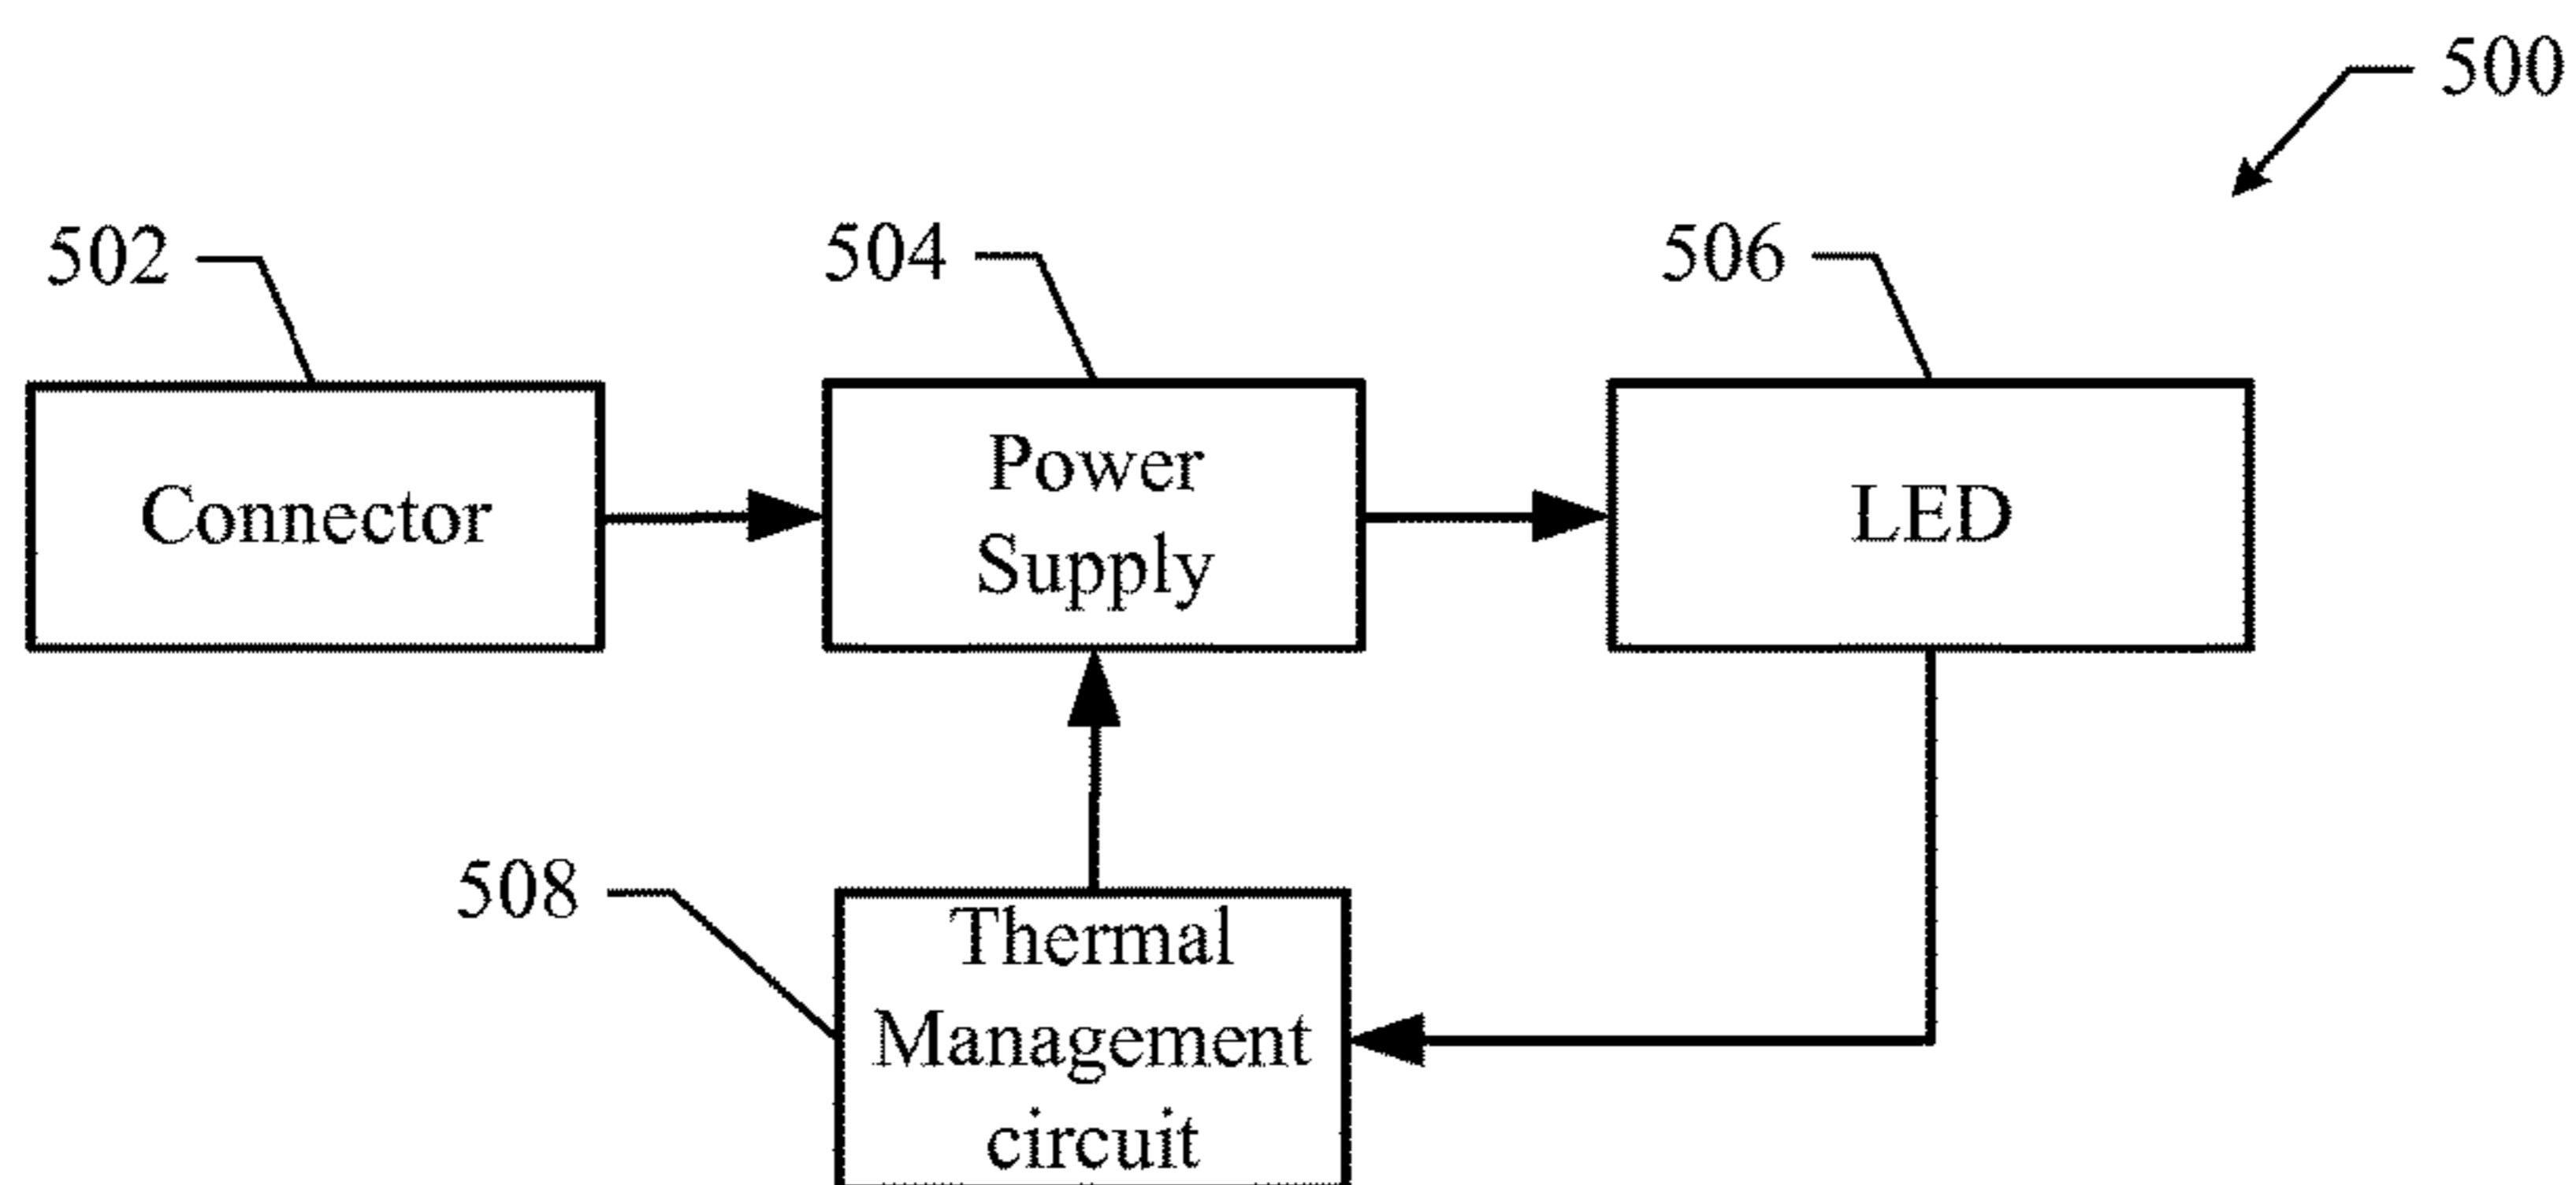 500
502
504
506
Connector
Power
Supply
LED
508
Thermal
Management
circuit